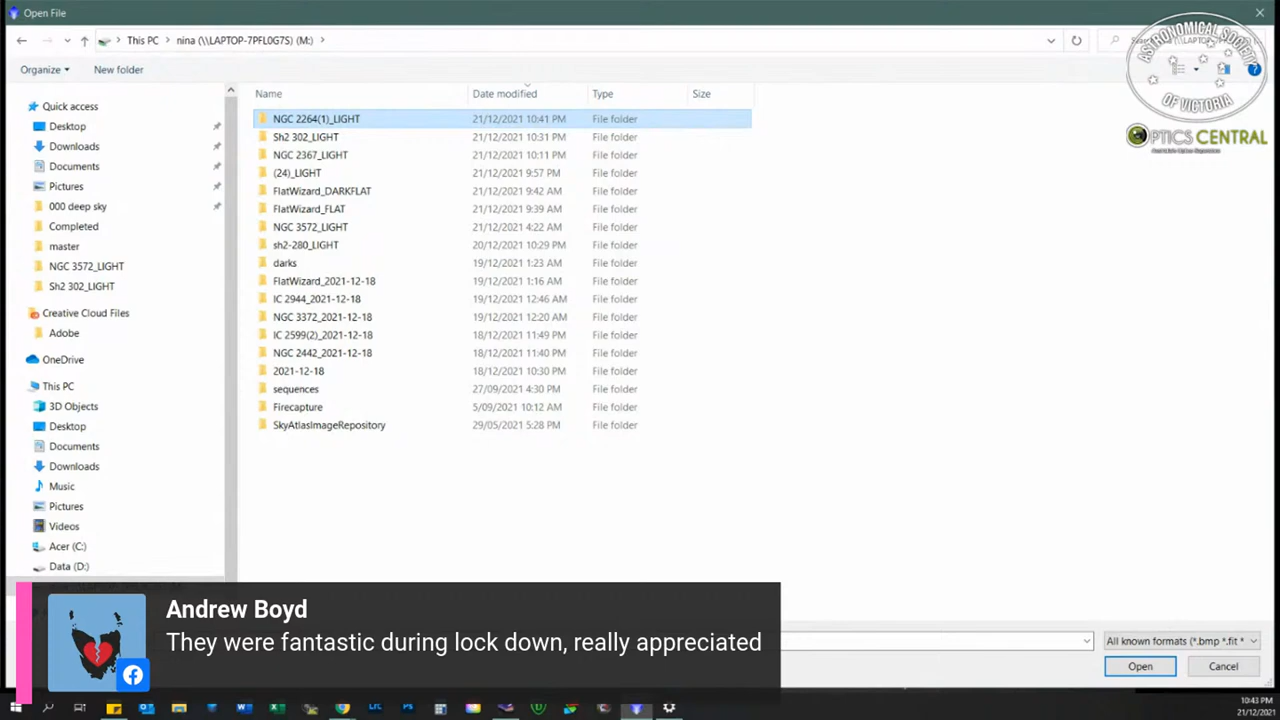 Open File
This PC > nina (\\LAPTOP-7PFL0G7S) (M:) >
Organize
New folder
ASTRONOMICAL SOCIETY
OF VICTORIA
OPTICS CENTRAL
Name Date modified Type Size
Quick access
Desktop
Downloads
Documents
Pictures
000 deep sky
Completed
master
NGC 3572_LIGHT
Sh2 302_LIGHT
Creative Cloud Files
Adobe
OneDrive
This PC
3D Objects
Desktop
Documents
Downloads
Music
Pictures
Videos
Acer (C:)
Data (D:)
NGC 2264(1)_LIGHT 21/12/2021 10:41 PM File folder
Sh2 302_LIGHT 21/12/2021 10:31 PM File folder
NGC 2367_LIGHT 21/12/2021 10:11 PM File folder
(24)_LIGHT 21/12/2021 9:57 PM File folder
FlatWizard_DARKFLAT 21/12/2021 9:42 AM File folder
FlatWizard_FLAT 21/12/2021 9:39 AM File folder
NGC 3572_LIGHT 21/12/2021 4:22 AM File folder
sh2-280_LIGHT 20/12/2021 10:29 PM File folder
darks 19/12/2021 1:23 AM File folder
FlatWizard_2021-12-18 19/12/2021 1:16 AM File folder
IC 2944_2021-12-18 19/12/2021 12:46 AM File folder
NGC 3372_2021-12-18 19/12/2021 12:20 AM File folder
IC 2599(2)_2021-12-18 18/12/2021 11:49 PM File folder
NGC 2442_2021-12-18 18/12/2021 11:40 PM File folder
2021-12-18 18/12/2021 10:30 PM File folder
sequences 27/09/2021 4:30 PM File folder
Firecapture 5/09/2021 10:12 AM File folder
SkyAtlasImageRepository 29/05/2021 5:28 PM File folder
Andrew Boyd
They were fantastic during lock down, really appreciated
All known formats (*.bmp *.fit *
Open
Cancel
10:43 PM
21/12/2021